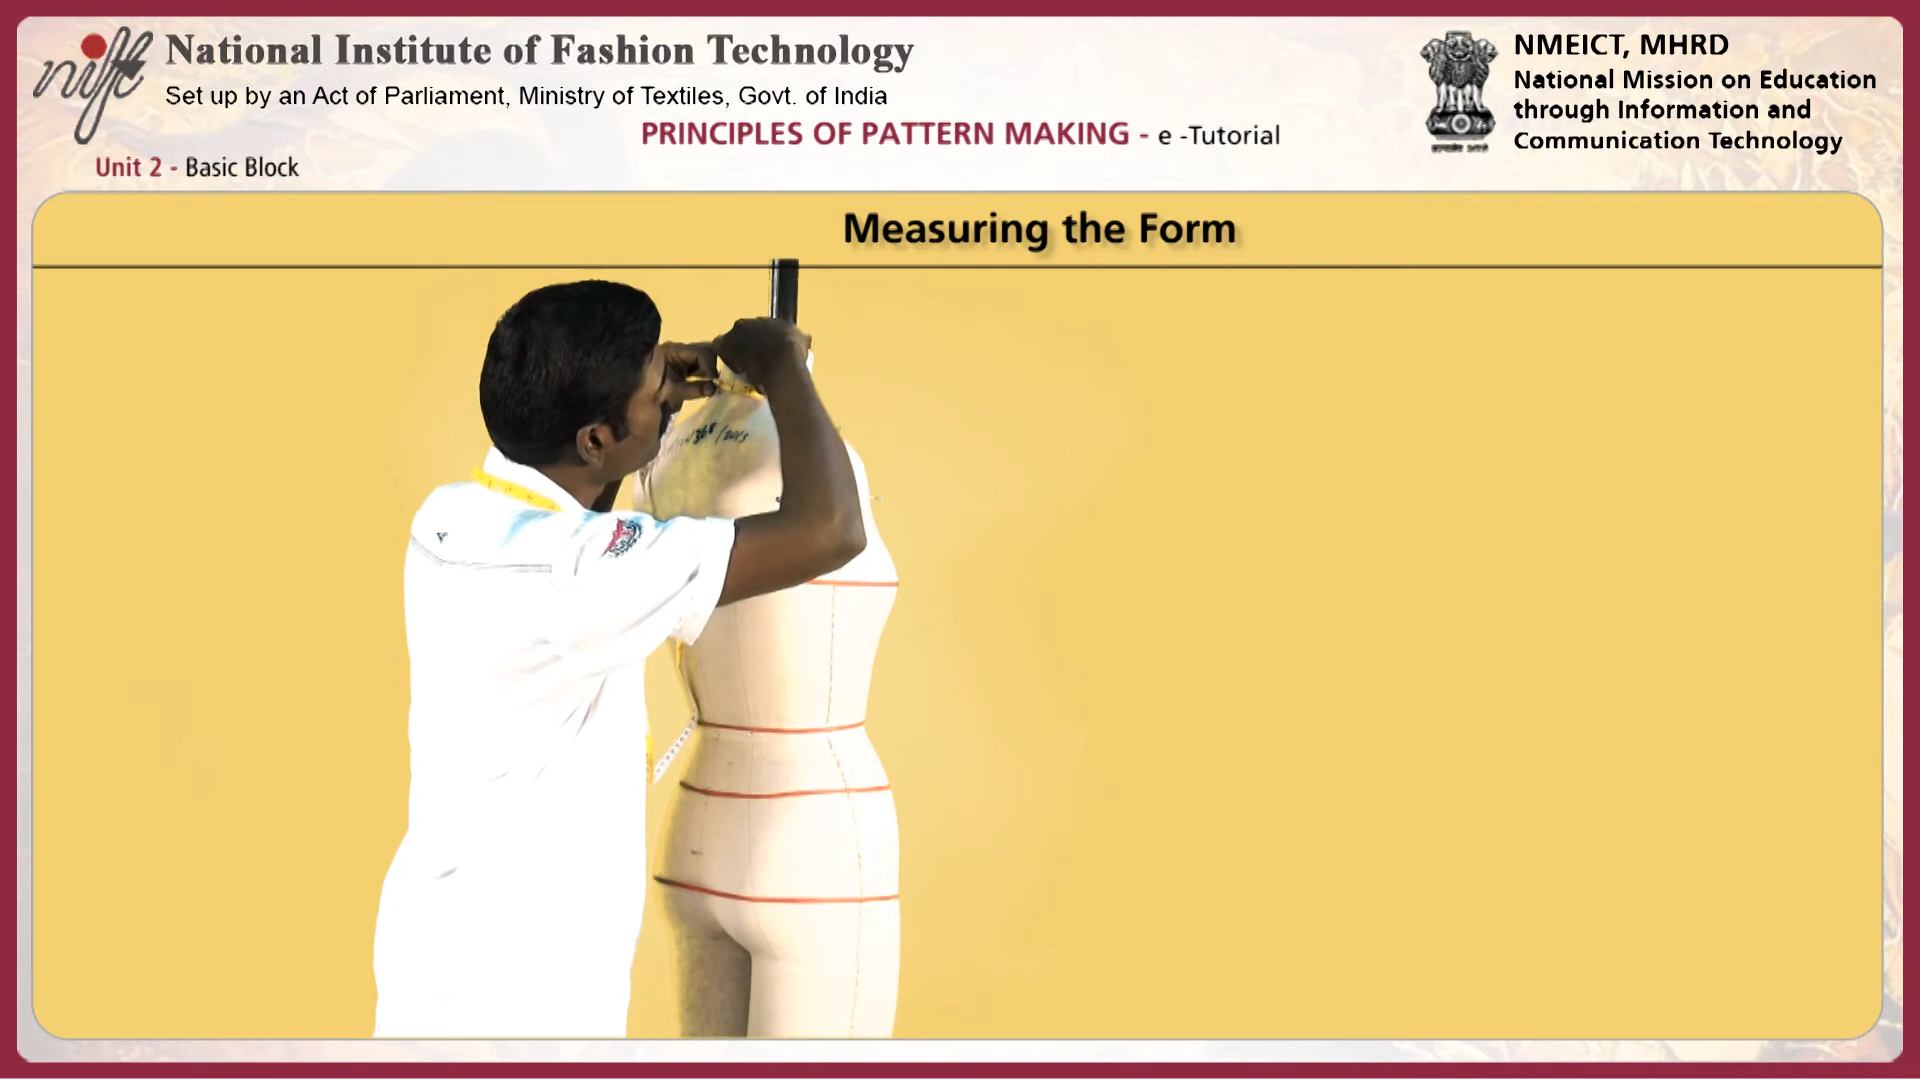 nift
National Institute of Fashion Technology
Set up by an Act of Parliament, Ministry of Textiles, Govt. of India
PRINCIPLES OF PATTERN MAKING - e -Tutorial
Unit 2 - Basic Block
NMEICT, MHRD
National Mission on Education
through Information and
Communication Technology
Measuring the Form